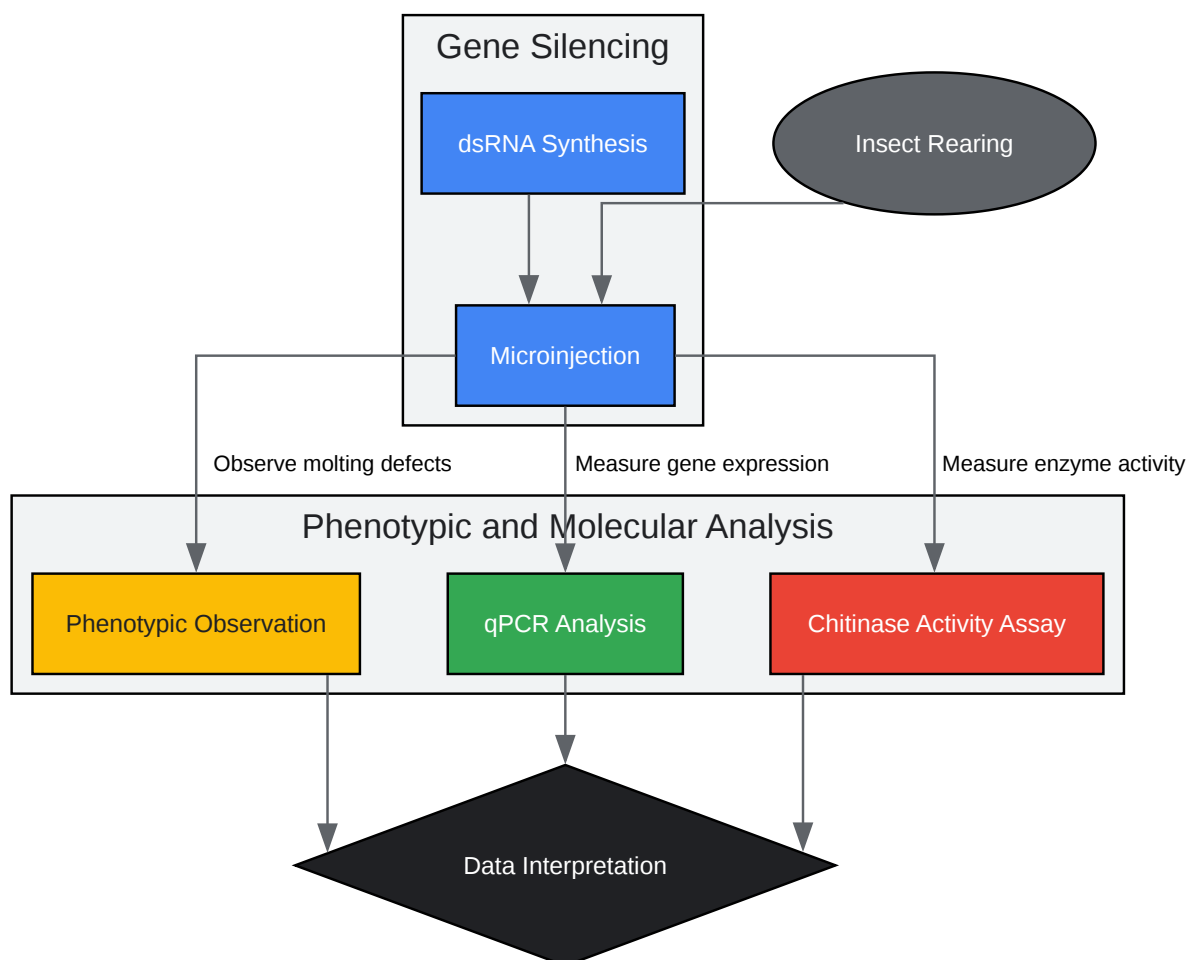 Gene Silencing
dsRNA Synthesis
Insect Rearing
Microinjection
Observe molting defects
Measure gene expression
Measure enzyme activity
Phenotypic and Molecular Analysis
Phenotypic Observation
qPCR Analysis
Chitinase Activity Assay
Data Interpretation